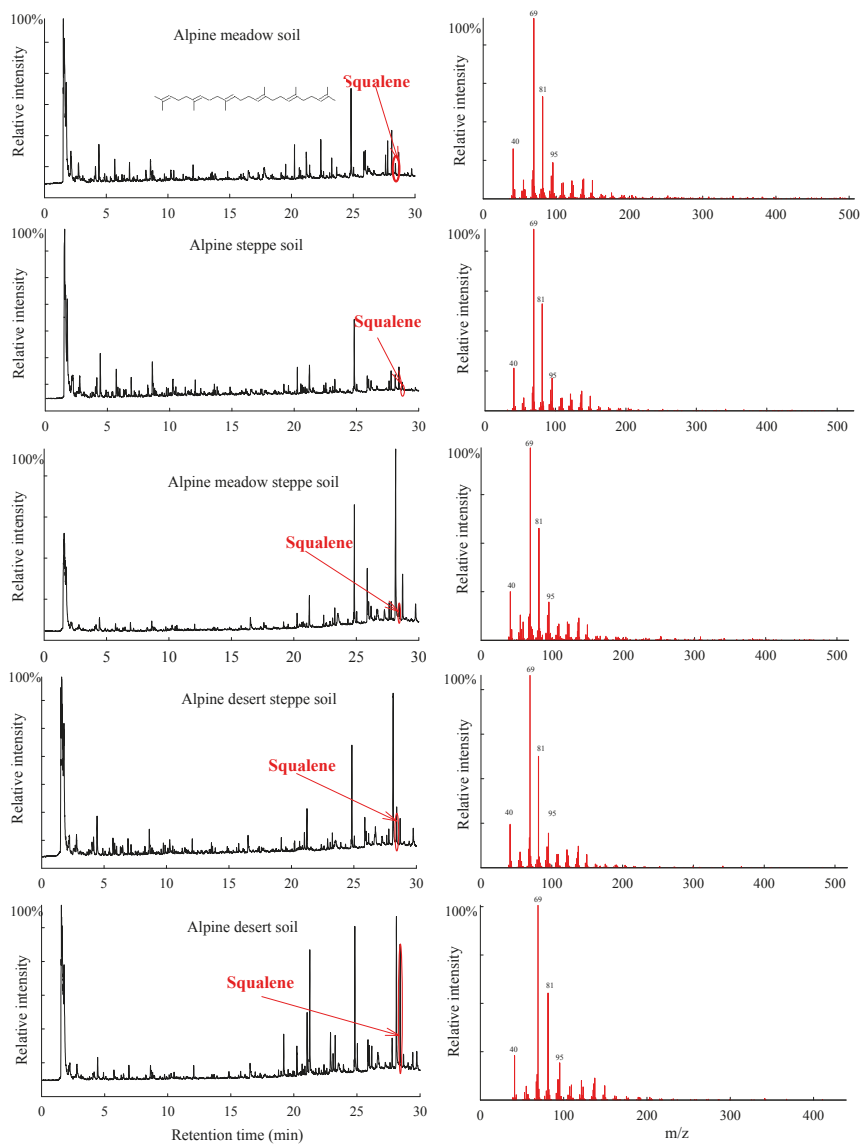 100%
Alpine meadow soil
Squalene
Relative intensity
0 5 10 15 20 25 30
100%
69
81
40
95
Relative intensity
0 100 200 300 400 500
100%
Alpine steppe soil
Squalene
Relative intensity
0 5 10 15 20 25 30
100%
69
81
40
95
Relative intensity
0 100 200 300 400 500
100%
Alpine meadow steppe soil
Squalene
Relative intensity
0 5 10 15 20 25 30
100%
69
81
40
95
Relative intensity
0 100 200 300 400 500
100%
Alpine desert steppe soil
Squalene
Relative intensity
0 5 10 15 20 25 30
100%
69
81
40
95
Relative intensity
0 100 200 300 400 500
100%
Alpine desert soil
Squalene
Relative intensity
0 5 10 15 20 25 30
Retention time (min)
100%
69
81
40
95
Relative intensity
0 100 200 300 400
m/z